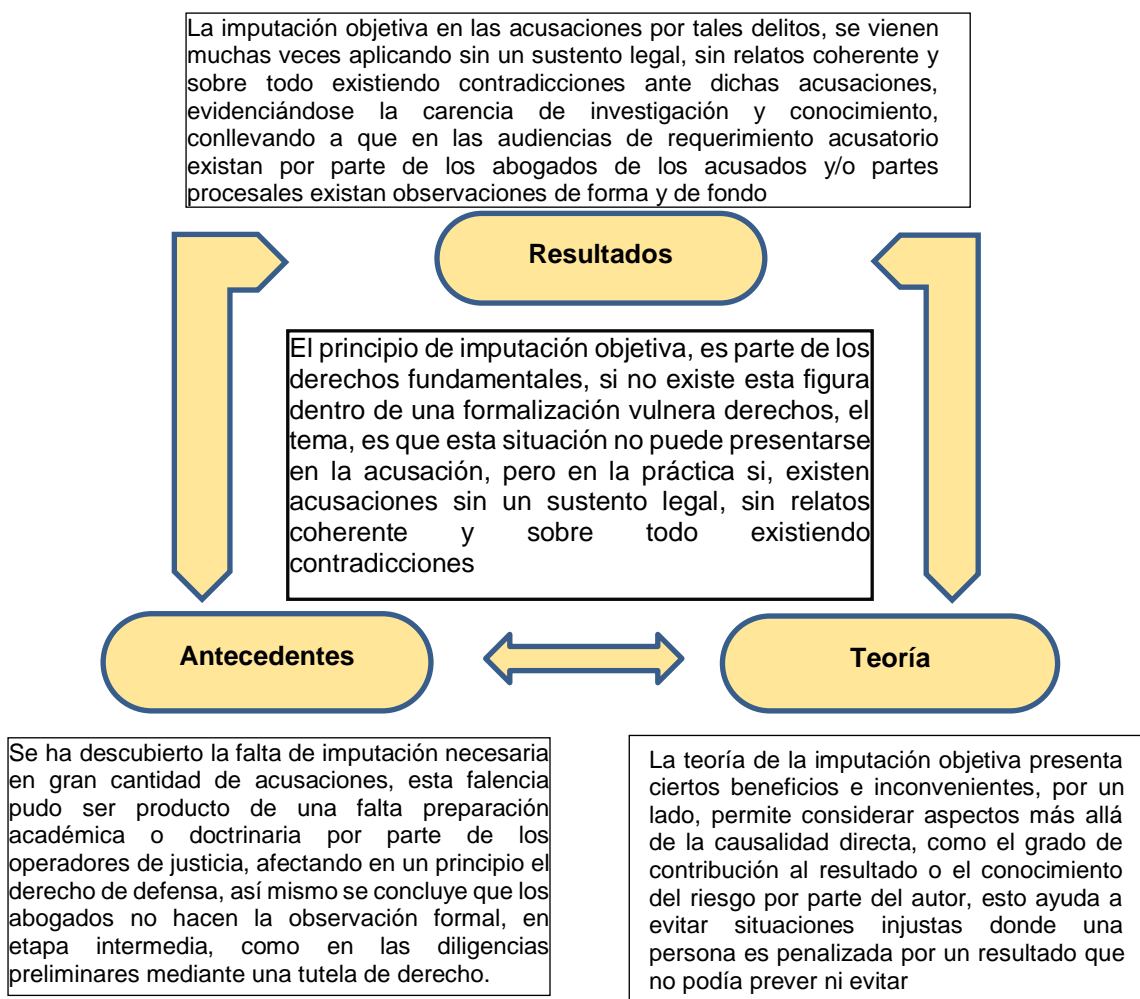 La imputación objetiva en las acusaciones por tales delitos, se vienen
muchas veces aplicando sin un sustento legal, sin relatos coherente y
sobre todo existiendo contradicciones ante dichas acusaciones,
evidenciándose la carencia de investigación y conocimiento,
conllevando a que en las audiencias de requerimiento acusatorio
existan por parte de los abogados de los acusados y/o partes
procesales existan observaciones de forma y de fondo
Resultados
El principio de imputación objetiva, es parte de los
derechos fundamentales, si no existe esta figura
dentro de una formalización vulnera derechos, el
tema, es que esta situación no puede presentarse
en la acusación, pero en la práctica si, existen
acusaciones sin un sustento legal, sin relatos
coherente y sobre todo existiendo
contradicciones
Antecedentes
Teoría
Se ha descubierto la falta de imputación necesaria
en gran cantidad de acusaciones, esta falencia
pudo ser producto de una falta preparación
académica o doctrinaria por parte de los
operadores de justicia, afectando en un principio el
derecho de defensa, así mismo se concluye que los
abogados no hacen la observación formal, en
etapa intermedia, como en las diligencias
preliminares mediante una tutela de derecho.
La teoría de la imputación objetiva presenta
ciertos beneficios e inconvenientes, por un
lado, permite considerar aspectos más allá
de la causalidad directa, como el grado de
contribución al resultado o el conocimiento
del riesgo por parte del autor, esto ayuda a
evitar situaciones injustas donde una
persona es penalizada por un resultado que
no podía prever ni evitar